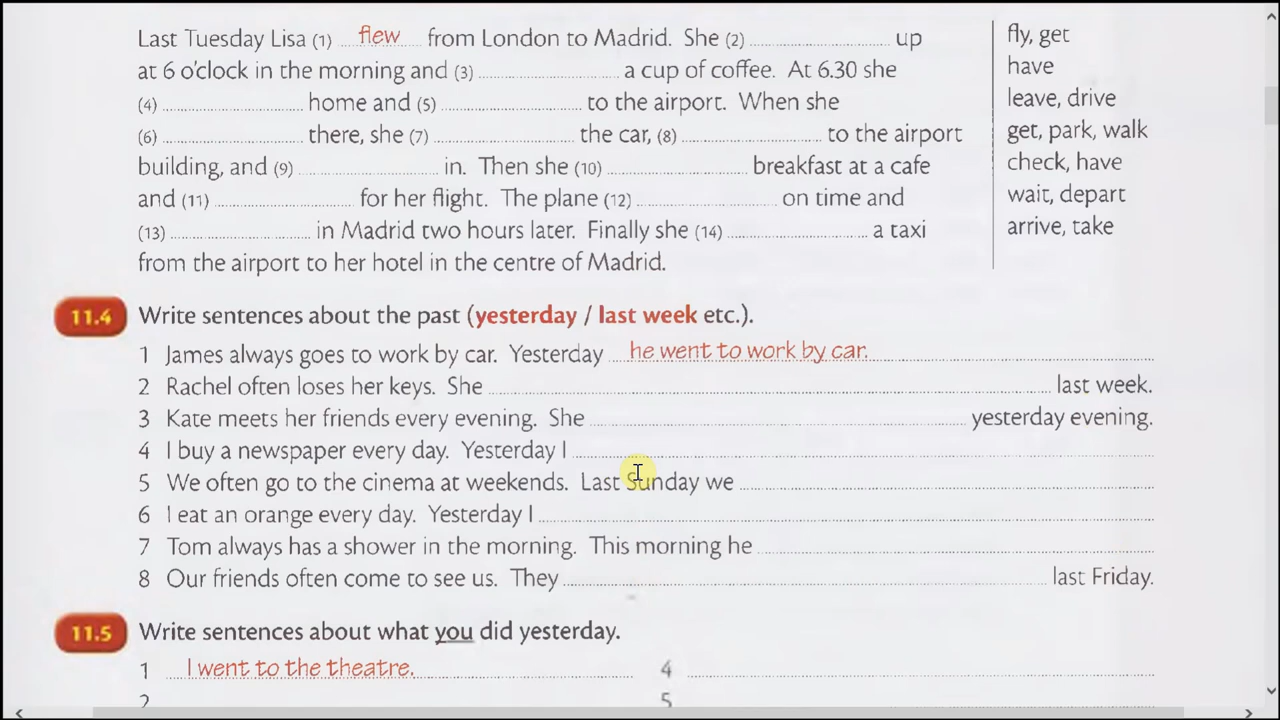 Last Tuesday Lisa (1) flew from London to Madrid. She (2) ........................ up fly, get
at 6 o'clock in the morning and (3) ........................ a cup of coffee. At 6.30 she have
(4) ........................ home and (5) ........................ to the airport. When she leave, drive
(6) ........................ there, she (7) ........................ the car, (8) ........................ to the airport get, park, walk
building, and (9) ........................ in. Then she (10) ........................ breakfast at a cafe check, have
and (11) ........................ for her flight. The plane (12) ........................ on time and wait, depart
(13) ........................ in Madrid two hours later. Finally she (14) ........................ a taxi arrive, take
from the airport to her hotel in the centre of Madrid.
11.4 Write sentences about the past (yesterday / last week etc.).
1 James always goes to work by car. Yesterday he went to work by car.
2 Rachel often loses her keys. She ........................ last week.
3 Kate meets her friends every evening. She ........................ yesterday evening.
4 I buy a newspaper every day. Yesterday I ........................
5 We often go to the cinema at weekends. Last Sunday we ........................
6 I eat an orange every day. Yesterday I ........................
7 Tom always has a shower in the morning. This morning he ........................
8 Our friends often come to see us. They ........................ last Friday.
11.5 Write sentences about what you did yesterday.
1 I went to the theatre. 4 ........................
2 5